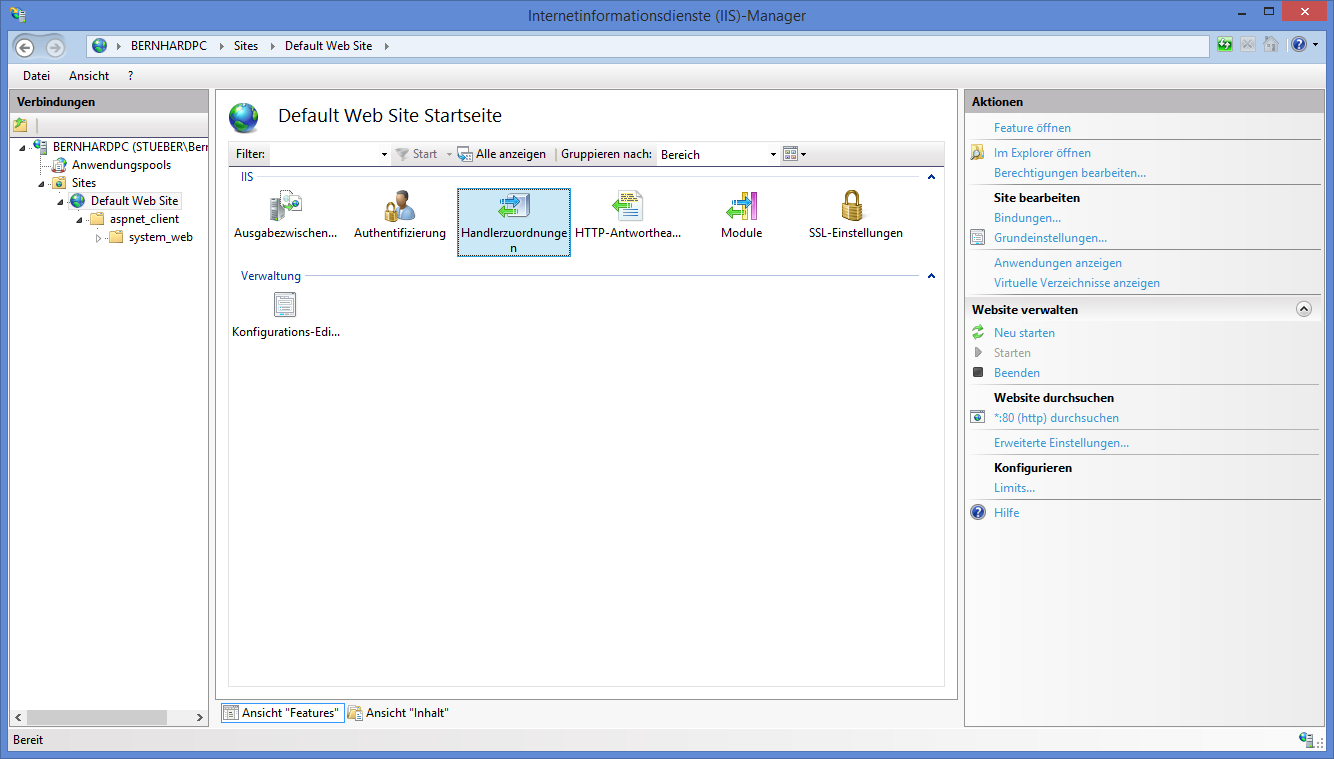 Internetinformationsdienste (IIS)-Manager
BERNHARDPC Sites Default Web Site
Datei Ansicht ?
Verbindungen
BERNHARDPC (STUEBER\Berr
Anwendungspools
Sites
Default Web Site
aspnet_client
system_web
Default Web Site Startseite
Filter: Start Alle anzeigen Gruppieren nach: Bereich
IIS
Ausgabezwischen... Authentifizierung Handlerzuordnunge HTTP-Antworthea... Module SSL-Einstellungen
n
Verwaltung
Konfigurations-Edi...
Ansicht "Features" Ansicht "Inhalt"
Aktionen
Feature öffnen
Im Explorer öffnen
Berechtigungen bearbeiten...
Site bearbeiten
Bindungen...
Grundeinstellungen...
Anwendungen anzeigen
Virtuelle Verzeichnisse anzeigen
Website verwalten
Neu starten
Starten
Beenden
Website durchsuchen
*:80 (http) durchsuchen
Erweiterte Einstellungen...
Konfigurieren
Limits...
? Hilfe
Bereit